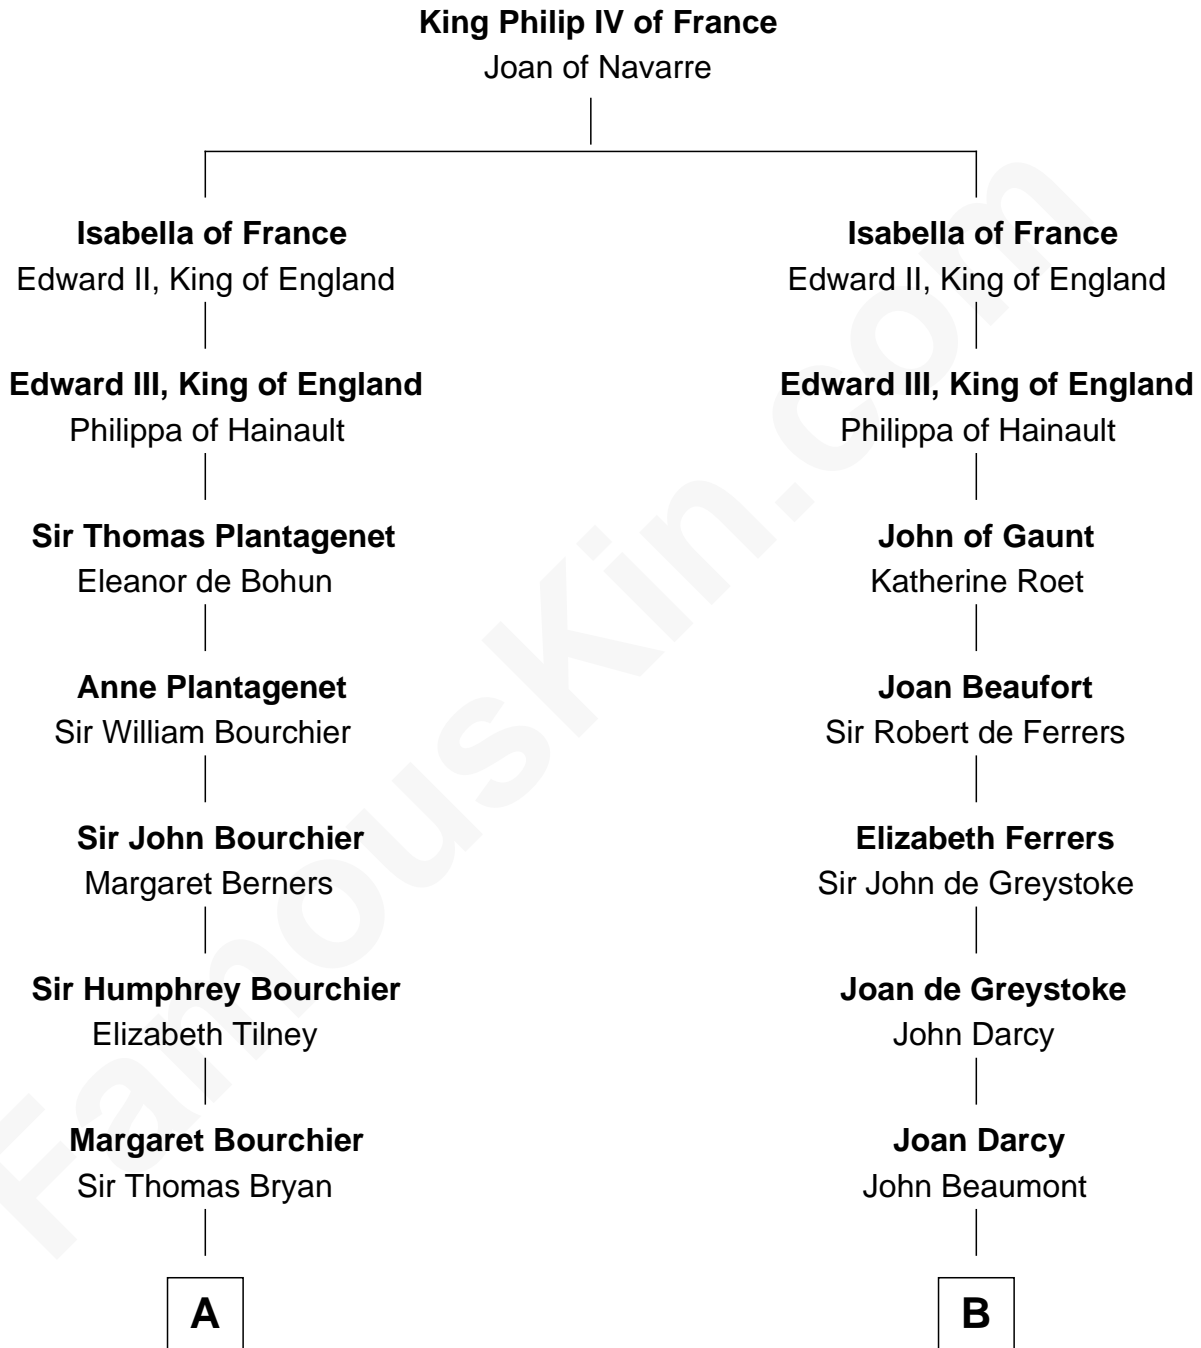 King Philip IV of France
Joan of Navarre
Isabella of France
Edward II, King of England
Edward III, King of England
Philippa of Hainault
Sir Thomas Plantagenet
Eleanor de Bohun
Anne Plantagenet
Sir William Bourchier
Sir John Bourchier
Margaret Berners
Sir Humphrey Bourchier
Elizabeth Tilney
Margaret Bourchier
Sir Thomas Bryan
A
Isabella of France
Edward II, King of England
Edward III, King of England
Philippa of Hainault
John of Gaunt
Katherine Roet
Joan Beaufort
Sir Robert de Ferrers
Elizabeth Ferrers
Sir John de Greystoke
Joan de Greystoke
John Darcy
Joan Darcy
John Beaumont
B
FamousKin.com